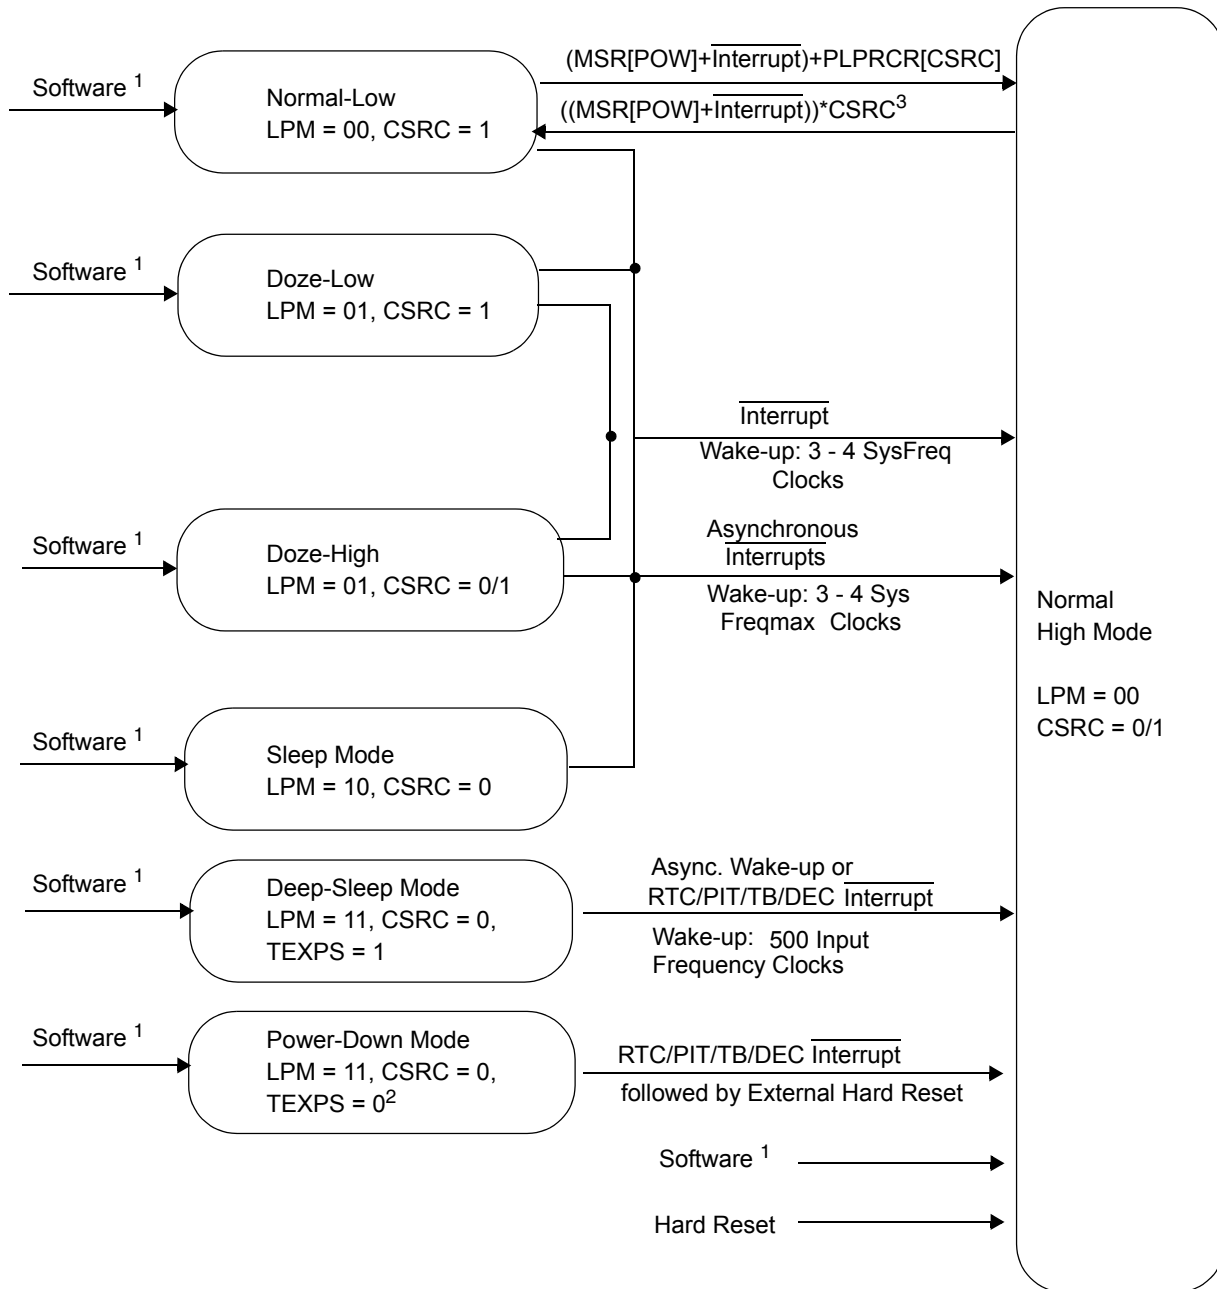 Software 1
Normal-Low
LPM = 00, CSRC = 1
(MSR[POW]+Interrupt)+PLPRCR[CSRC]
((MSR[POW]+Interrupt))*CSRC3
Software 1
Doze-Low
LPM = 01, CSRC = 1
Interrupt
Wake-up: 3 - 4 SysFreq
Clocks
Software 1
Doze-High
LPM = 01, CSRC = 0/1
Asynchronous
Interrupts
Wake-up: 3 - 4 Sys
Freqmax Clocks
Normal
High Mode
LPM = 00
CSRC = 0/1
Software 1
Sleep Mode
LPM = 10, CSRC = 0
Software 1
Deep-Sleep Mode
LPM = 11, CSRC = 0,
TEXPS = 1
Async. Wake-up or
RTC/PIT/TB/DEC Interrupt
Wake-up: 500 Input
Frequency Clocks
Software 1
Power-Down Mode
LPM = 11, CSRC = 0,
TEXPS = 02
RTC/PIT/TB/DEC Interrupt
followed by External Hard Reset
Software 1
Hard Reset